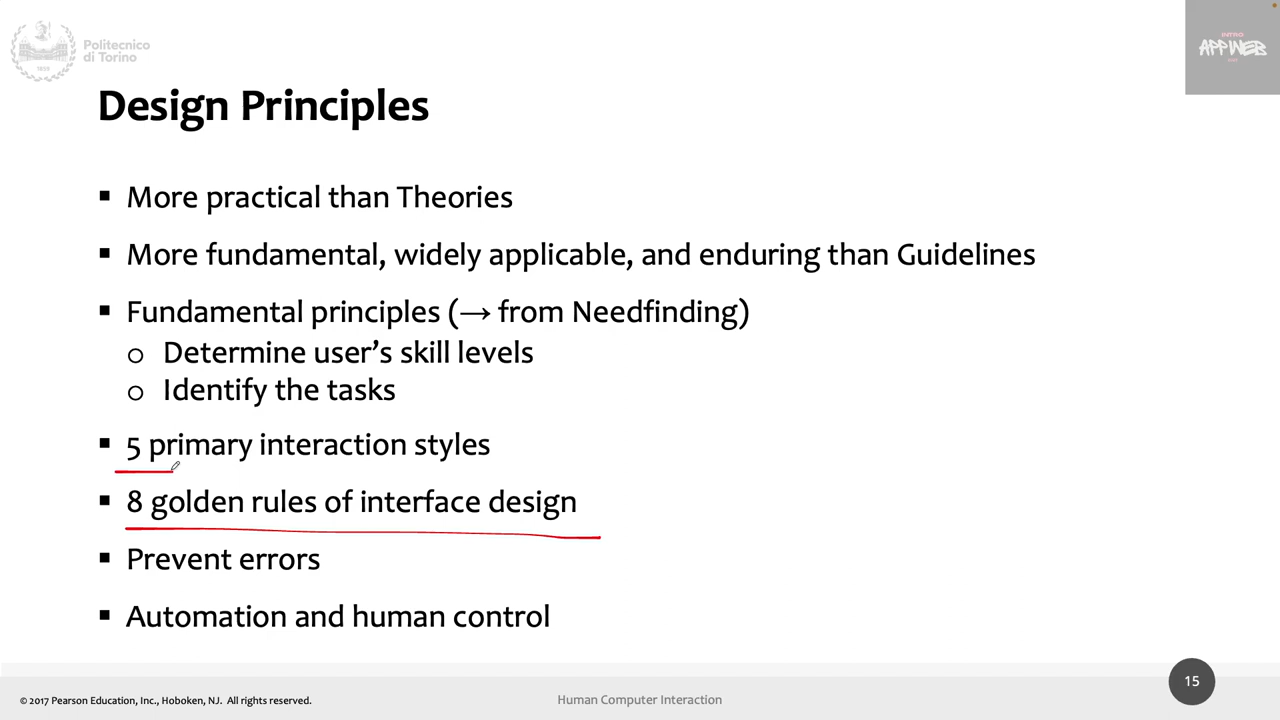 Politecnico
di Torino
1859
INTRO
APPWEB
Design Principles
▪ More practical than Theories
▪ More fundamental, widely applicable, and enduring than Guidelines
▪ Fundamental principles (→ from Needfinding)
o Determine user’s skill levels
o Identify the tasks
▪ 5 primary interaction styles
▪ 8 golden rules of interface design
▪ Prevent errors
▪ Automation and human control
© 2017 Pearson Education, Inc., Hoboken, NJ. All rights reserved.
Human Computer Interaction
15